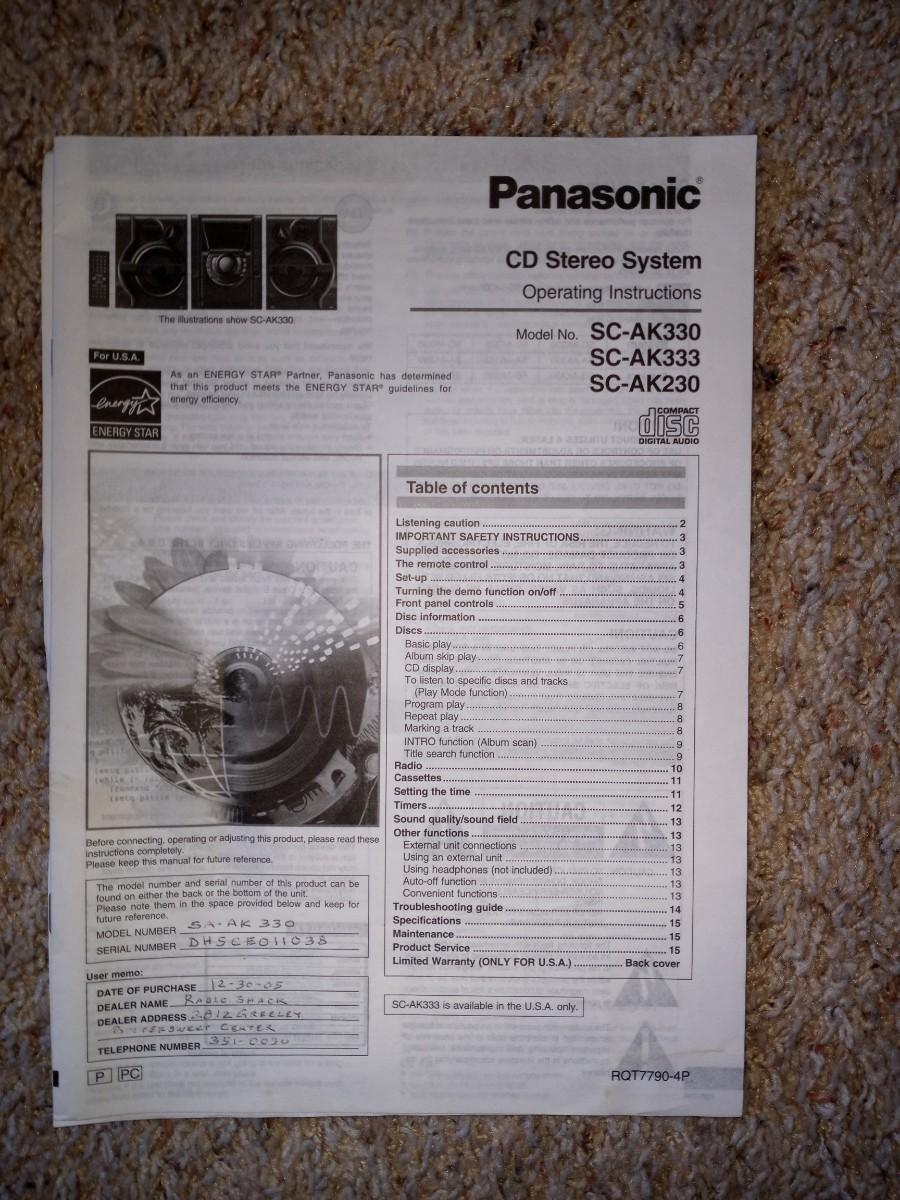 Panasonic®
CD Stereo System
Operating Instructions
Model No. SC-AK330
SC-AK333
SC-AK230
The illustrations show SC-AK330.
For U.S.A.
energy
ENERGY STAR
As an ENERGY STAR® Partner, Panasonic has determined
that this product meets the ENERGY STAR® guidelines for
energy efficiency.
COMPACT
disc
DIGITAL AUDIO
Before connecting, operating or adjusting this product, please read these
instructions completely.
Please keep this manual for future reference.
The model number and serial number of this product can be
found on either the back or the bottom of the unit.
Please note them in the space provided below and keep for
future reference.
MODEL NUMBER SA-AK 330
SERIAL NUMBER DH5CE011038
User memo:
DATE OF PURCHASE 12-30-05
DEALER NAME RADIO SHACK
DEALER ADDRESS 2812 GREELEY
BITTERSWEET CENTER
TELEPHONE NUMBER 351-0030
P PC
Table of contents
Listening caution 2
IMPORTANT SAFETY INSTRUCTIONS 3
Supplied accessories 3
The remote control 3
Set-up 4
Turning the demo function on/off 4
Front panel controls 5
Disc information 6
Discs 6
Basic play 6
Album skip play 7
CD display 7
To listen to specific discs and tracks
(Play Mode function) 7
Program play 8
Repeat play 8
Marking a track 8
INTRO function (Album scan) 9
Title search function 9
Radio 10
Cassettes 11
Setting the time 11
Timers 12
Sound quality/sound field 13
Other functions 13
External unit connections 13
Using an external unit 13
Using headphones (not included) 13
Auto-off function 13
Convenient functions 13
Troubleshooting guide 14
Specifications 15
Maintenance 15
Product Service 15
Limited Warranty (ONLY FOR U.S.A.) Back cover
SC-AK333 is available in the U.S.A. only.
RQT7790-4P